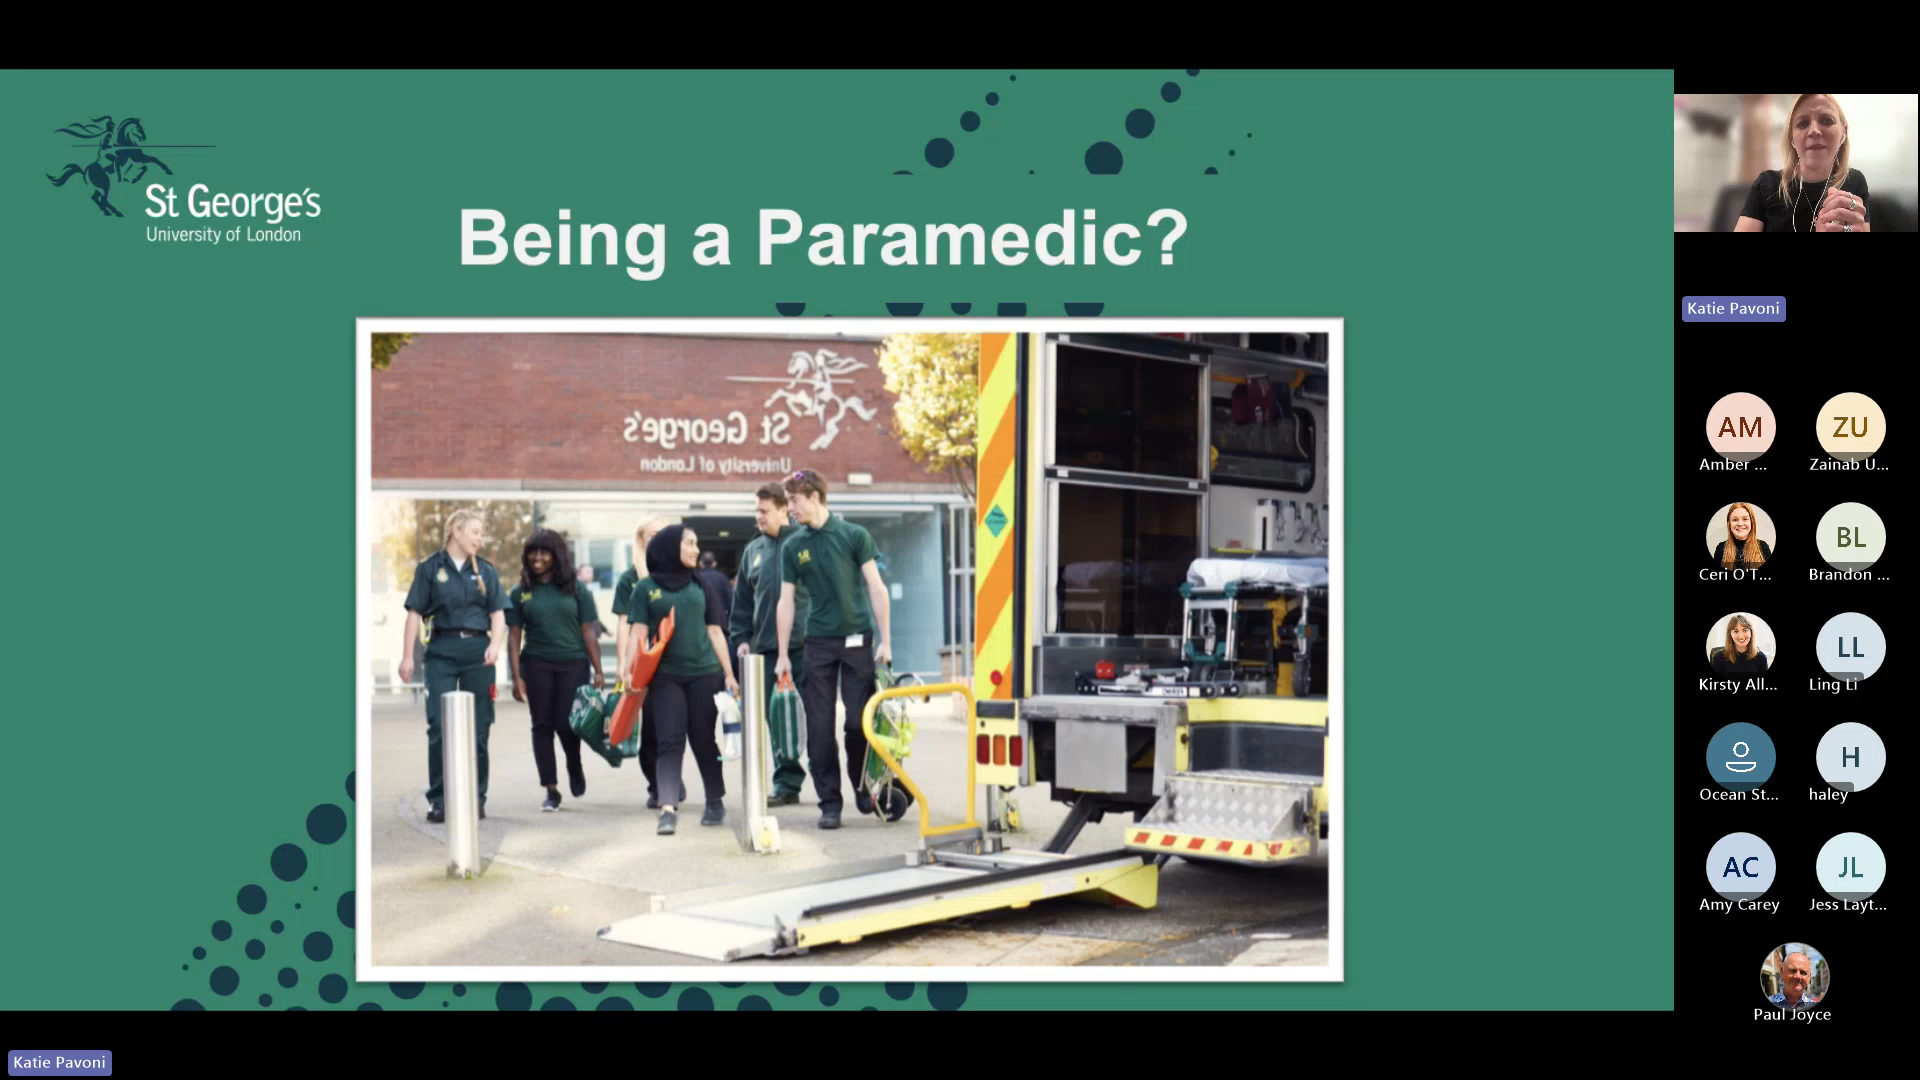 St George's
University of London
Being a Paramedic?
St George's
University of London
Katie Pavoni
AM
Amber ...
ZU
Zainab U...
Ceri O'T...
BL
Brandon ...
Kirsty All...
LL
Ling Li
Ocean St...
H
haley
AC
Amy Carey
JL
Jess Layt...
Paul Joyce
Katie Pavoni